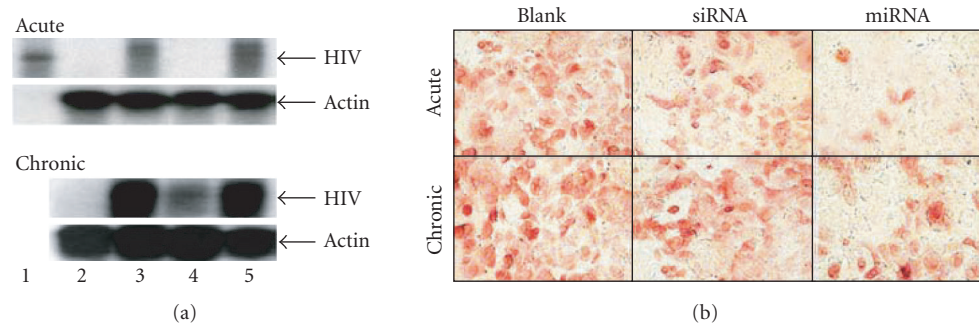 Acute
HIV
Actin
Chronic
HIV
Actin
1 2 3 4 5
(a)
Blank siRNA miRNA
Acute
Chronic
(b)